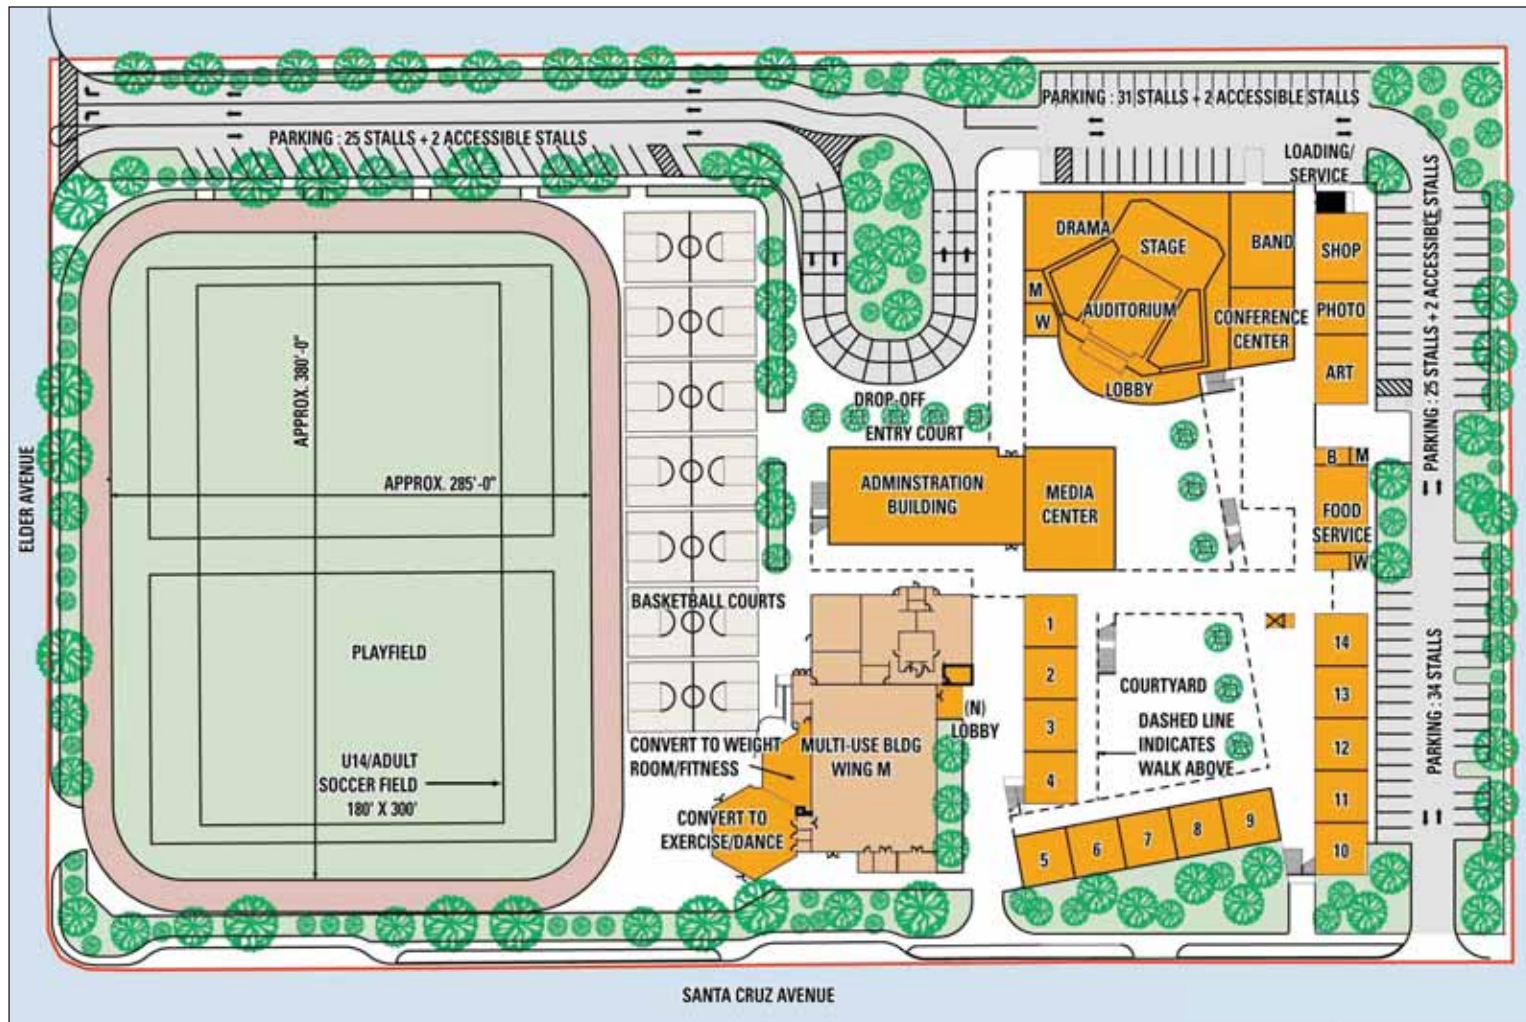 PARKING : 31 STALLS + 2 ACCESSIBLE STALLS
PARKING : 25 STALLS + 2 ACCESSIBLE STALLS
LOADING/
SERVICE
PARKING : 25 STALLS + 2 ACCESSIBLE STALLS
DRAMA
STAGE
BAND
SHOP
M
W
AUDITORIUM
CONFERENCE
CENTER
PHOTO
LOBBY
ART
APPROX. 380'-0"
DROP-OFF
ENTRY COURT
APPROX. 285'-0"
ADMINSTRATION
BUILDING
MEDIA
CENTER
B
M
FOOD
SERVICE
W
ELDER AVENUE
BASKETBALL COURTS
PLAYFIELD
1
2
3
4
COURTYARD
DASHED LINE
INDICATES
WALK ABOVE
14
13
12
11
10
PARKING : 34 STALLS
(N)
LOBBY
CONVERT TO WEIGHT
ROOM/FITNESS
MULTI-USE BLDG
WING M
U14/ADULT
SOCCER FIELD
180' X 300'
CONVERT TO
EXERCISE/DANCE
5
6
7
8
9
SANTA CRUZ AVENUE